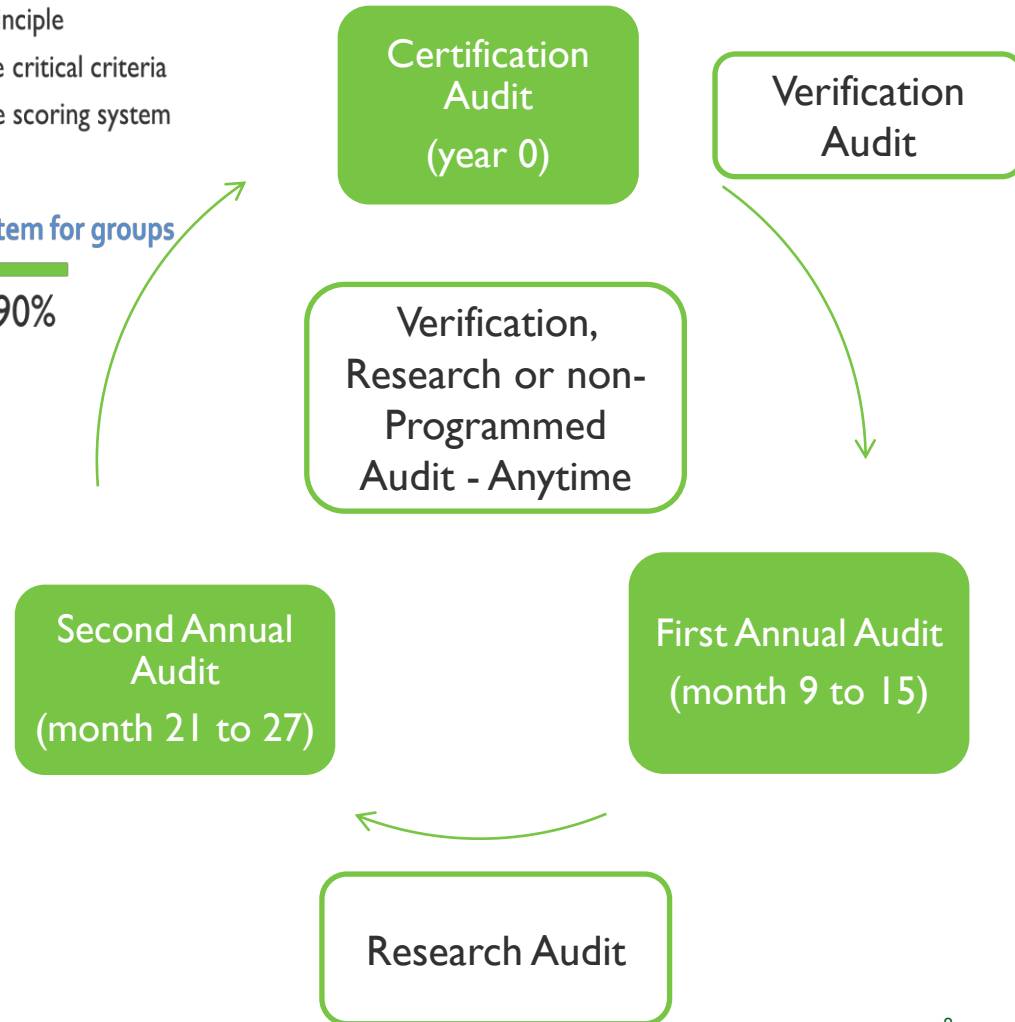 inciple
e critical criteria
e scoring system
tem for groups
90%
Certification
Audit
(year 0)
Verification
Audit
Verification,
Research or non-
Programmed
Audit - Anytime
First Annual Audit
(month 9 to 15)
Second Annual
Audit
(month 21 to 27)
Research Audit